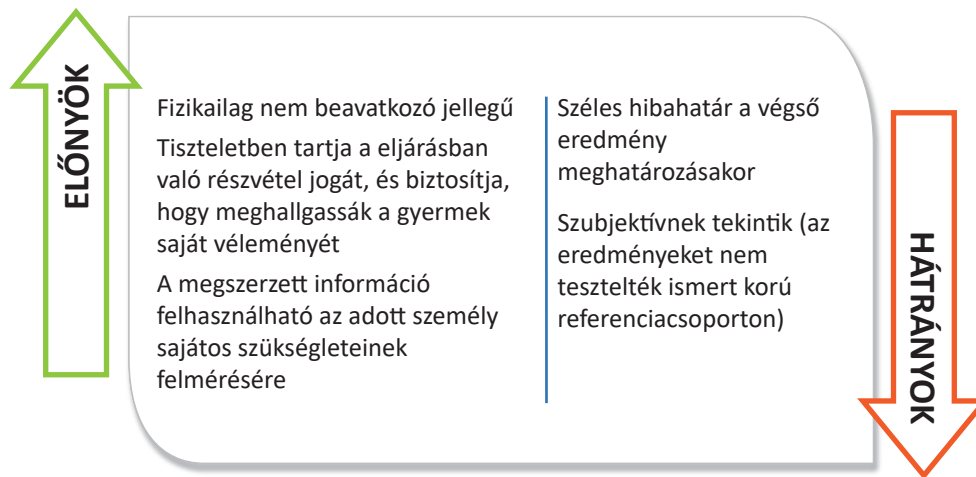 ELŐNYÖK
Fizikailag nem beavatkozó jellegű
Tiszteletben tartja a eljárásban
való részvétel jogát, és biztosítja,
hogy meghallgassák a gyermek
saját véleményét
A megszerzett információ
felhasználható az adott személy
sajátos szükségleteinek
felmérésére
Széles hibahatár a végső
eredmény
meghatározásakor
Szubjektívnek tekintik (az
eredményeket nem
tesztelték ismert korú
referenciacsoporton)
HÁTRÁNYOK